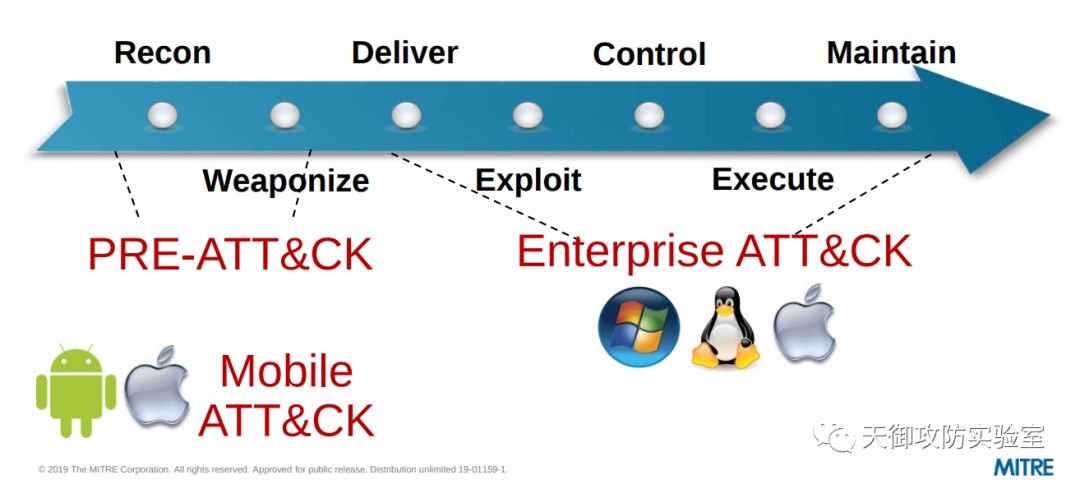 Recon
Deliver
Control
Maintain
Weaponize
Exploit
Execute
PRE-ATT&CK
Enterprise ATT&CK
Mobile
ATT&CK
天御攻防实验室
© 2019 The MITRE Corporation. All rights reserved. Approved for public release. Distribution unlimited 19-01159-1.
MITRE